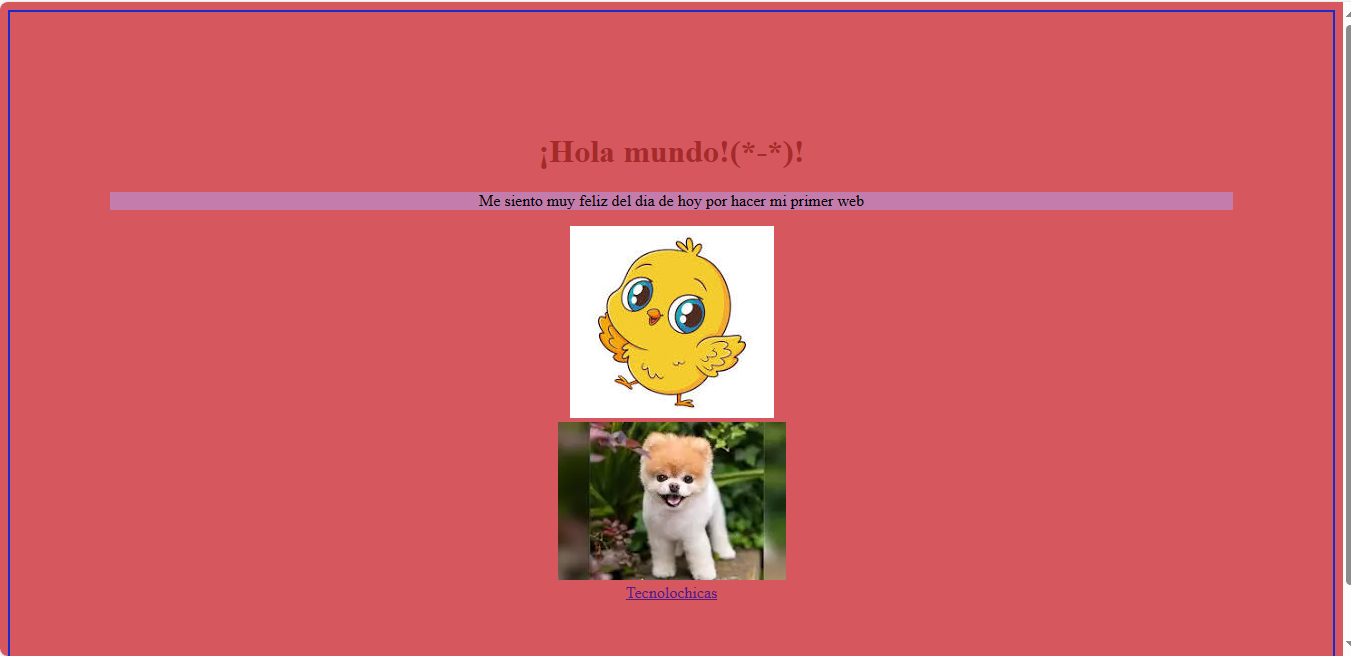 ¡Hola mundo!(*-*)!
Me siento muy feliz del dia de hoy por hacer mi primer web
Tecnolochicas